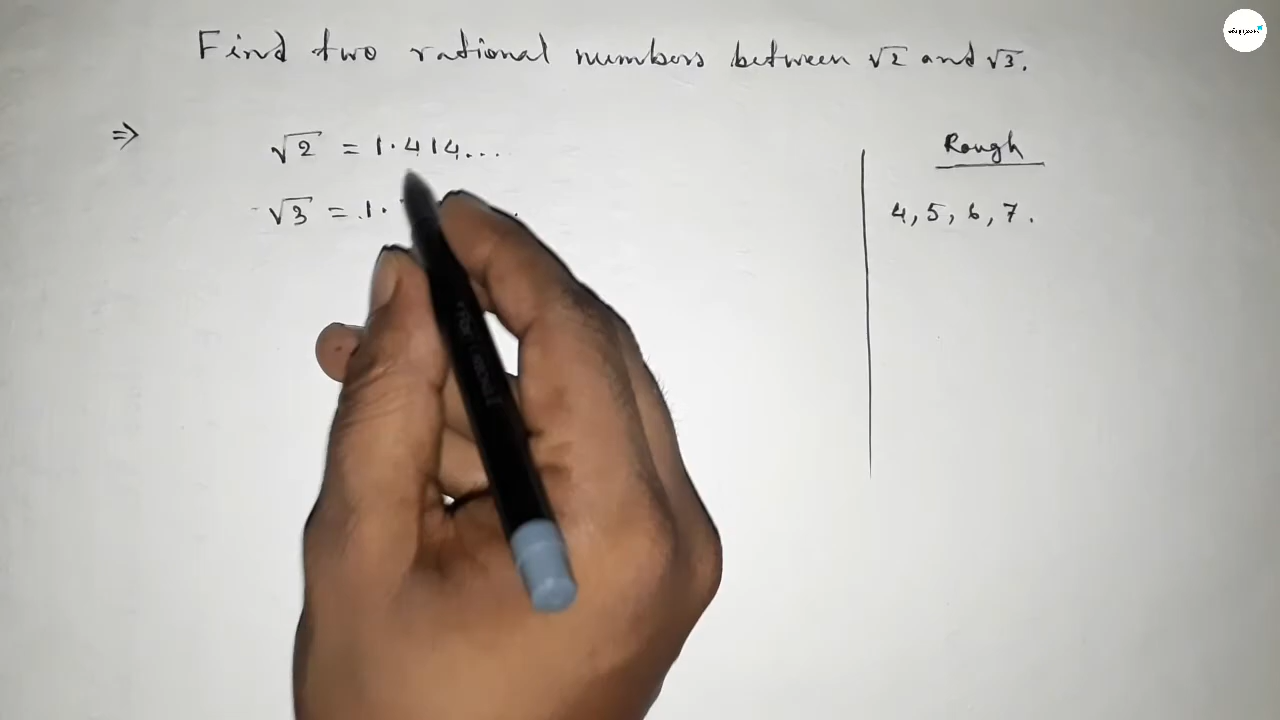 Find two rational numbers between √2 and √3.
⇒ √2 = 1.414...
√3 = 1.
Rough
4, 5, 6, 7.